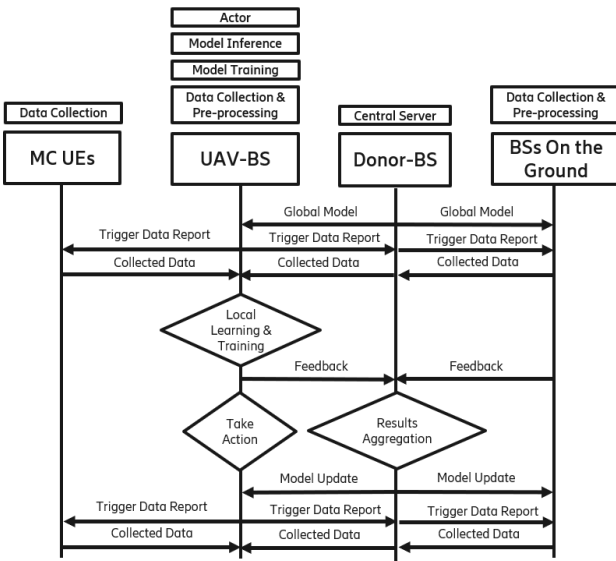 Actor
Model Inference
Model Training
Data Collection
Data Collection &
Pre-processing
Central Server
Data Collection &
Pre-processing
MC UEs
UAV-BS
Donor-BS
BSs On the
Ground
Global Model
Global Model
Trigger Data Report
Trigger Data Report
Trigger Data Report
Collected Data
Collected Data
Collected Data
Local
Learning &
Training
Feedback
Feedback
Take
Action
Results
Aggregation
Model Update
Model Update
Trigger Data Report
Trigger Data Report
Trigger Data Report
Collected Data
Collected Data
Collected Data